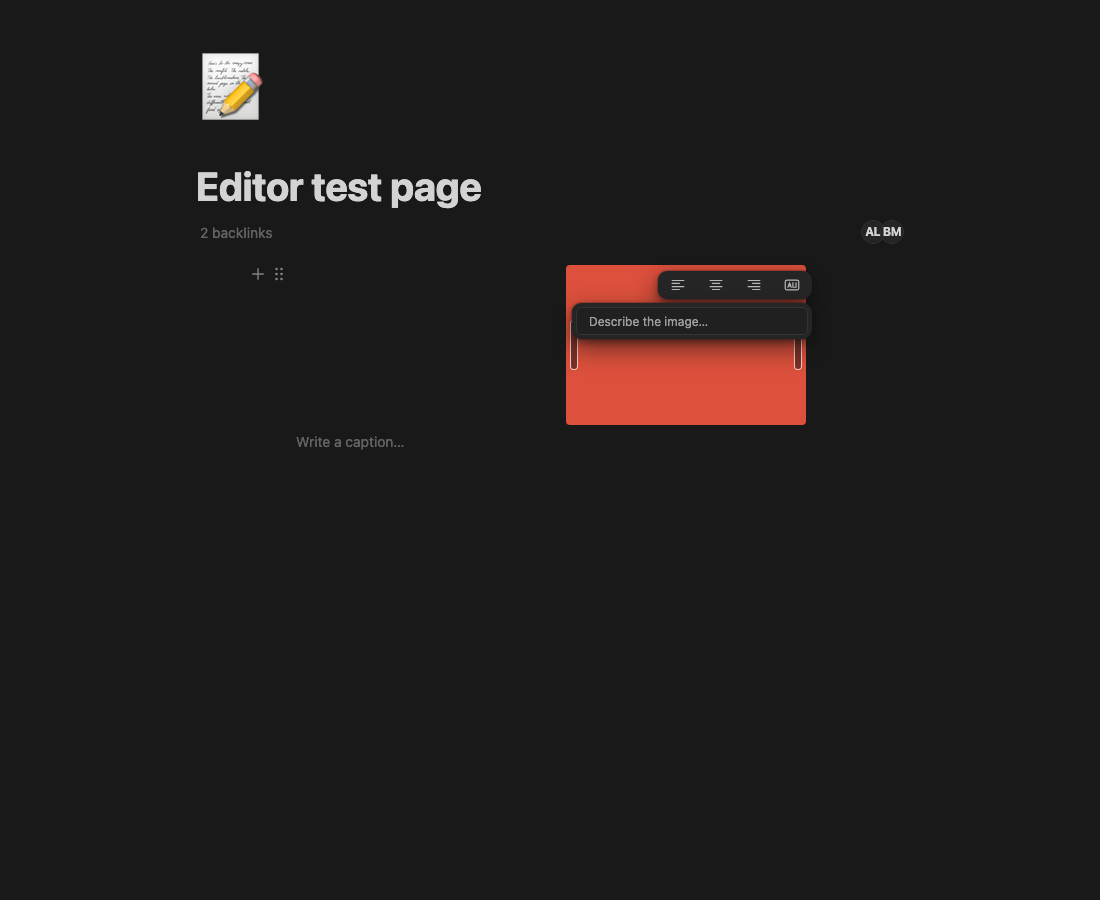 Editor test page
2 backlinks
AL BM
Describe the image...
Write a caption...